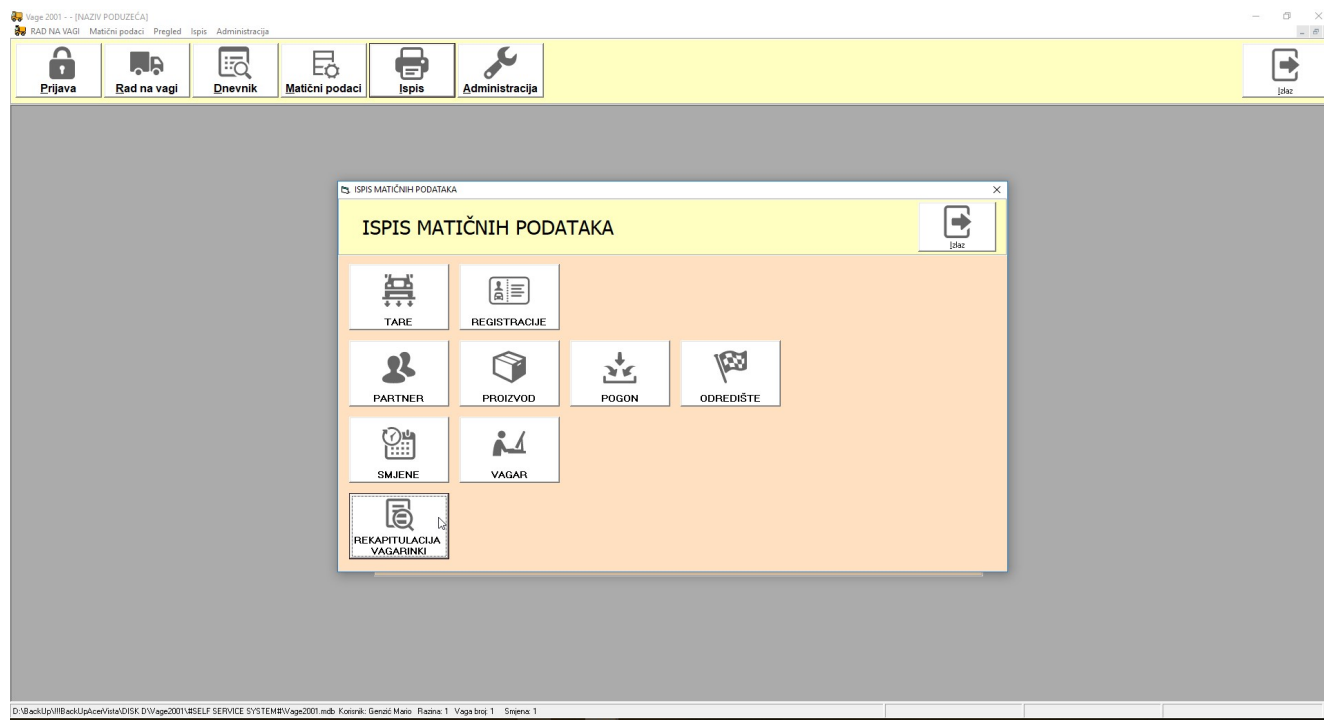 Vage 2001 - - [NAZIV PODUZEĆA]
RAD NA VAGI Matični podaci Pregled Ispis Administracija
Prijava Rad na vagi Dnevnik Matični podaci Ispis Administracija Izlaz
ISPIS MATIČNIH PODATAKA
ISPIS MATIČNIH PODATAKA
Izlaz
TARE REGISTRACIJE
PARTNER PROIZVOD POGON ODREDIŠTE
SMJENE VAGAR
REKAPITULACIJA
VAGARINKI
D:\BackUp\!!!BackUpAcerVista\DISK D\Vage2001\#SELF SERVICE SYSTEM#\Vage2001.mdb Korisnik: Genzić Mario Razina: 1 Vaga broj: 1 Smjena: 1